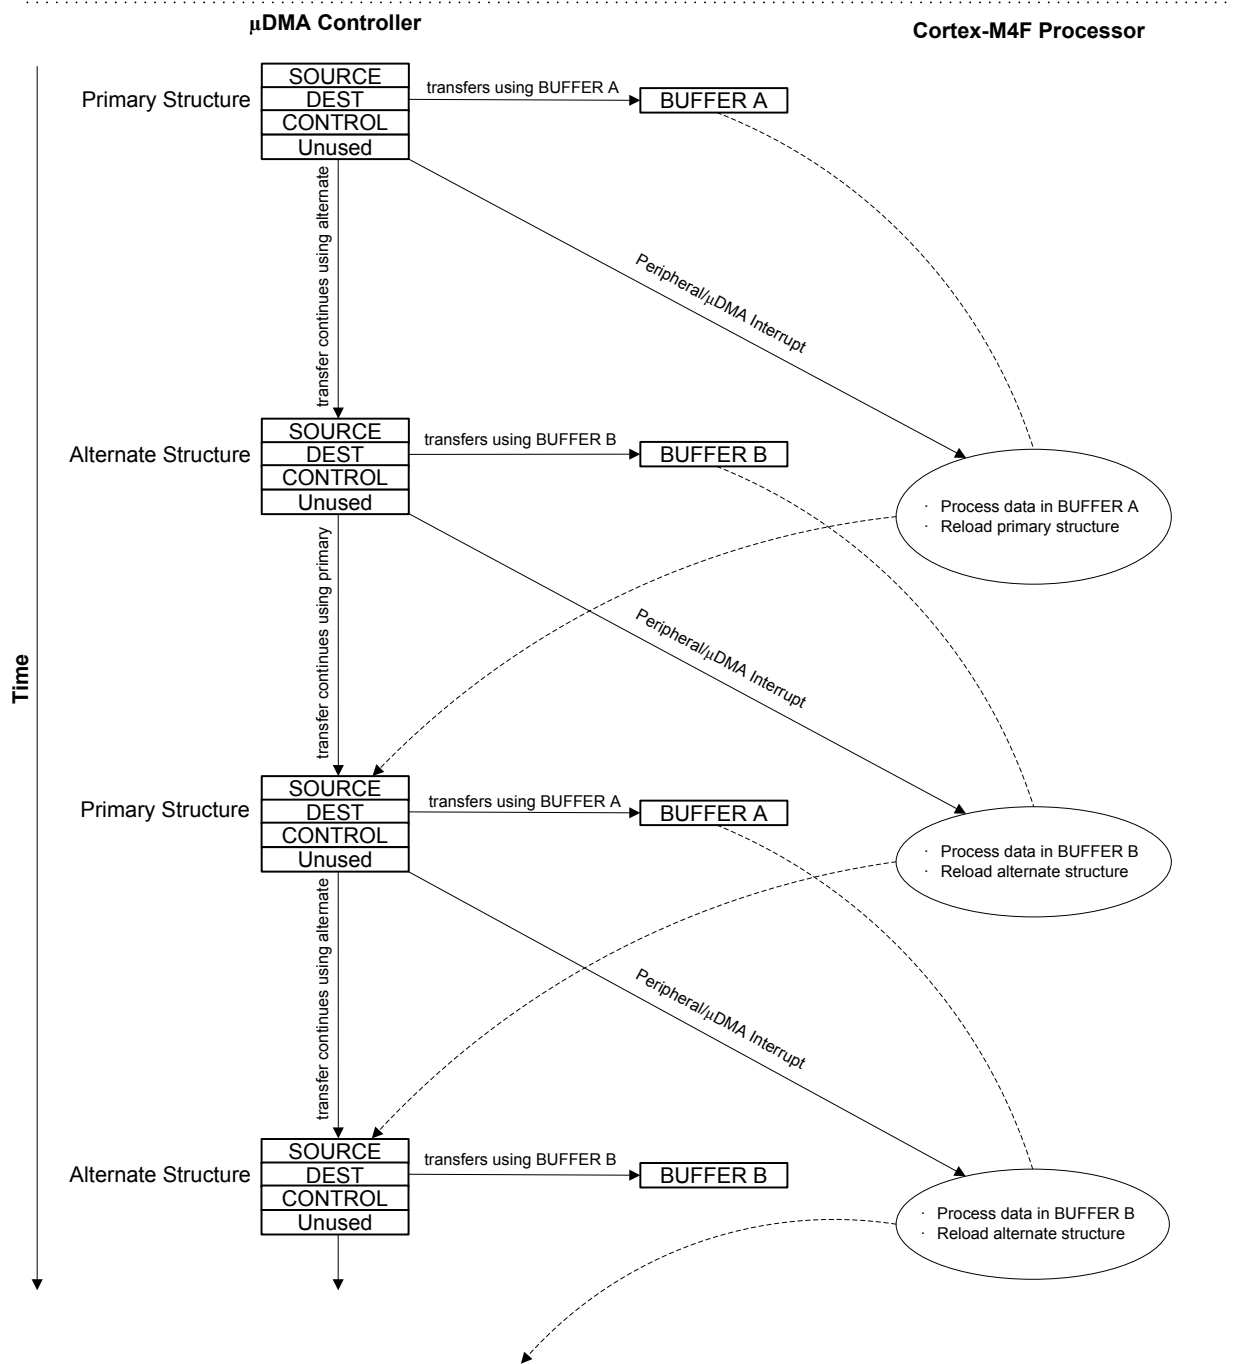 µDMA Controller
Cortex-M4F Processor
Primary Structure
SOURCE
DEST
CONTROL
Unused
transfers using BUFFER A
BUFFER A
transfer continues using alternate
Peripheral/µDMA Interrupt
Alternate Structure
SOURCE
DEST
CONTROL
Unused
transfers using BUFFER B
BUFFER B
· Process data in BUFFER A
· Reload primary structure
transfer continues using primary
Peripheral/µDMA Interrupt
Time
Primary Structure
SOURCE
DEST
CONTROL
Unused
transfers using BUFFER A
BUFFER A
· Process data in BUFFER B
· Reload alternate structure
transfer continues using alternate
Peripheral/µDMA Interrupt
Alternate Structure
SOURCE
DEST
CONTROL
Unused
transfers using BUFFER B
BUFFER B
· Process data in BUFFER B
· Reload alternate structure